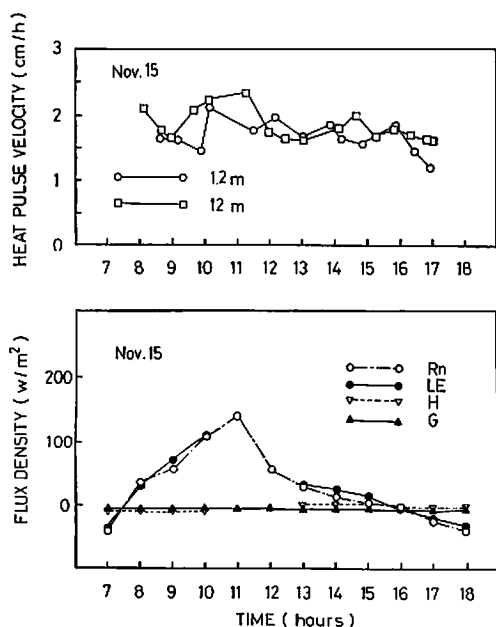 HEAT PULSE VELOCITY (cm/h)
3
2
1
0
Nov. 15
1.2 m
12 m
7 8 9 10 11 12 13 14 15 16 17 18
FLUX DENSITY (w/m²)
200
100
0
Nov. 15
Rn
LE
H
G
7 8 9 10 11 12 13 14 15 16 17 18
TIME (hours)